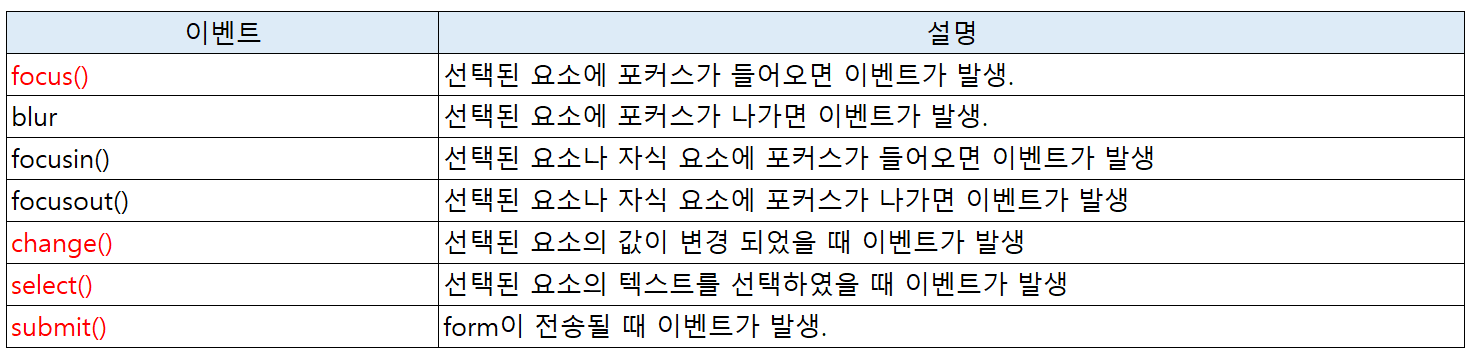 이벤트 설명
focus() 선택된 요소에 포커스가 들어오면 이벤트가 발생.
blur 선택된 요소에 포커스가 나가면 이벤트가 발생.
focusin() 선택된 요소나 자식 요소에 포커스가 들어오면 이벤트가 발생
focusout() 선택된 요소나 자식 요소에 포커스가 나가면 이벤트가 발생
change() 선택된 요소의 값이 변경 되었을 때 이벤트가 발생
select() 선택된 요소의 텍스트를 선택하였을 때 이벤트가 발생
submit() form이 전송될 때 이벤트가 발생.